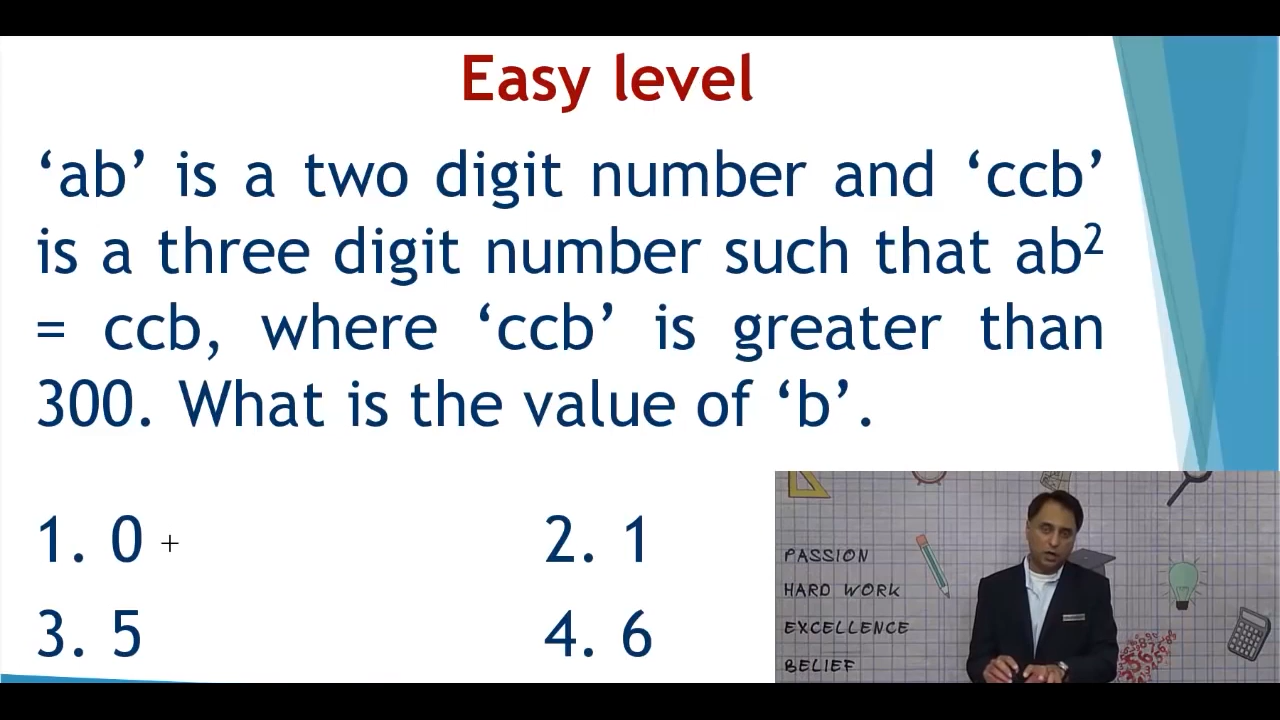 Easy level
‘ab’ is a two digit number and ‘ccb’
is a three digit number such that ab²
= ccb, where ‘ccb’ is greater than
300. What is the value of ‘b’.
1. 0
2. 1
3. 5
4. 6
PASSION
HARD WORK
EXCELLENCE
BELIEF